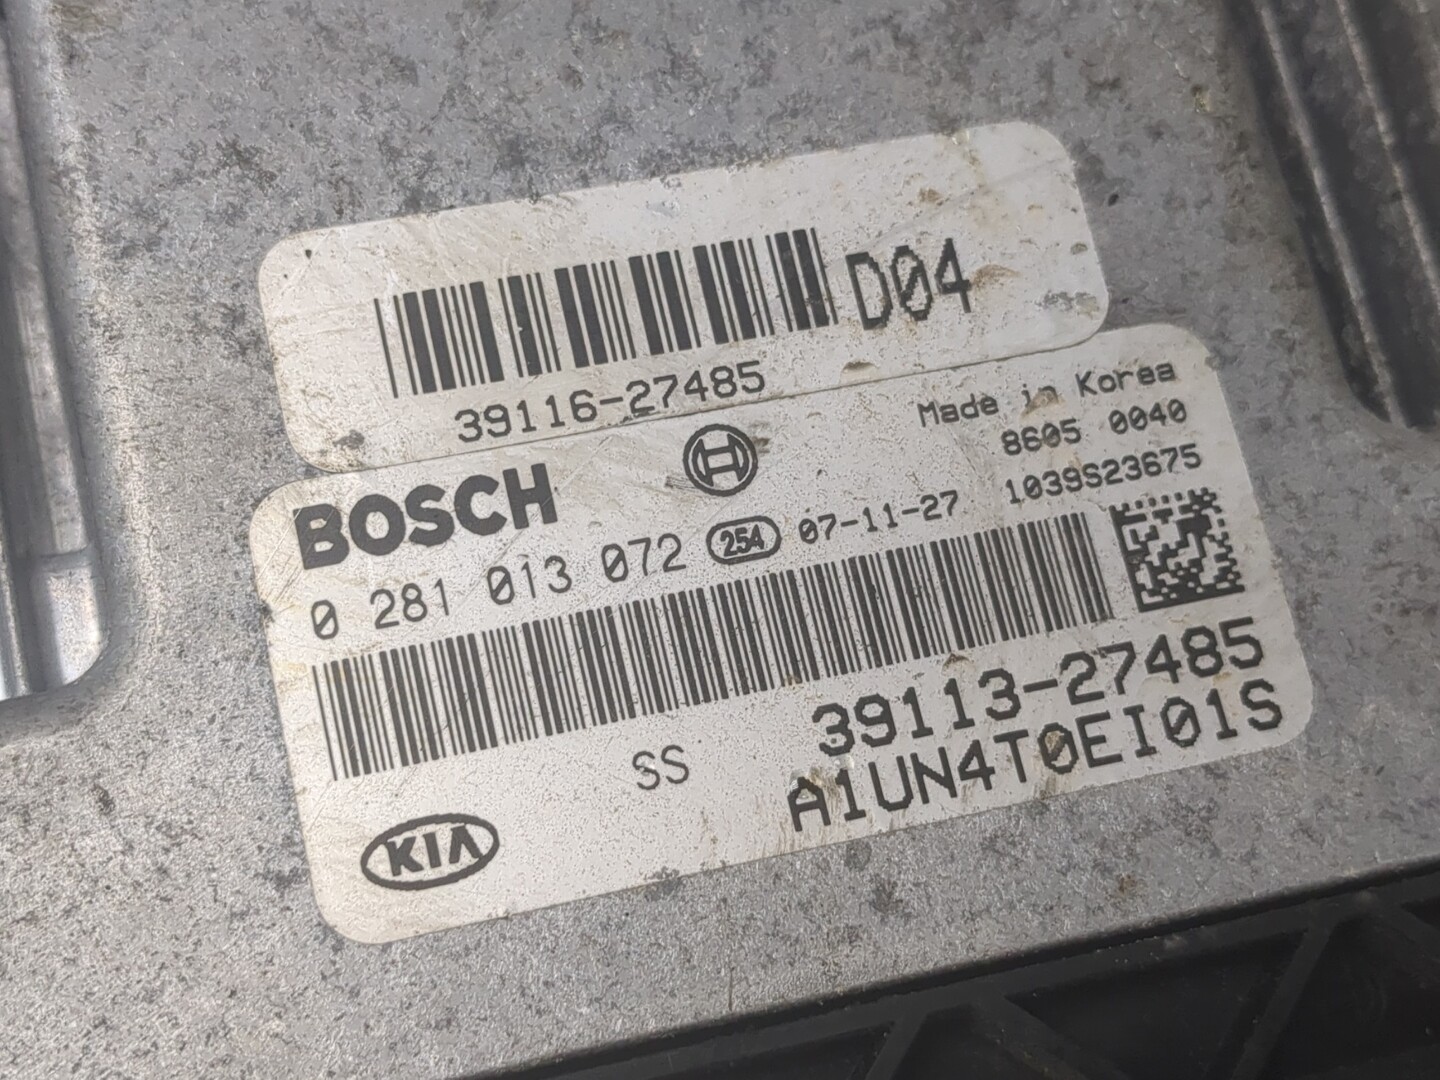 D04
39116-27485
Made in Korea
8605 0040
1039S23675
BOSCH
0 281 013 072 254 07-11-27
39113-27485
SS
A1UN4T0EI01S
KIA